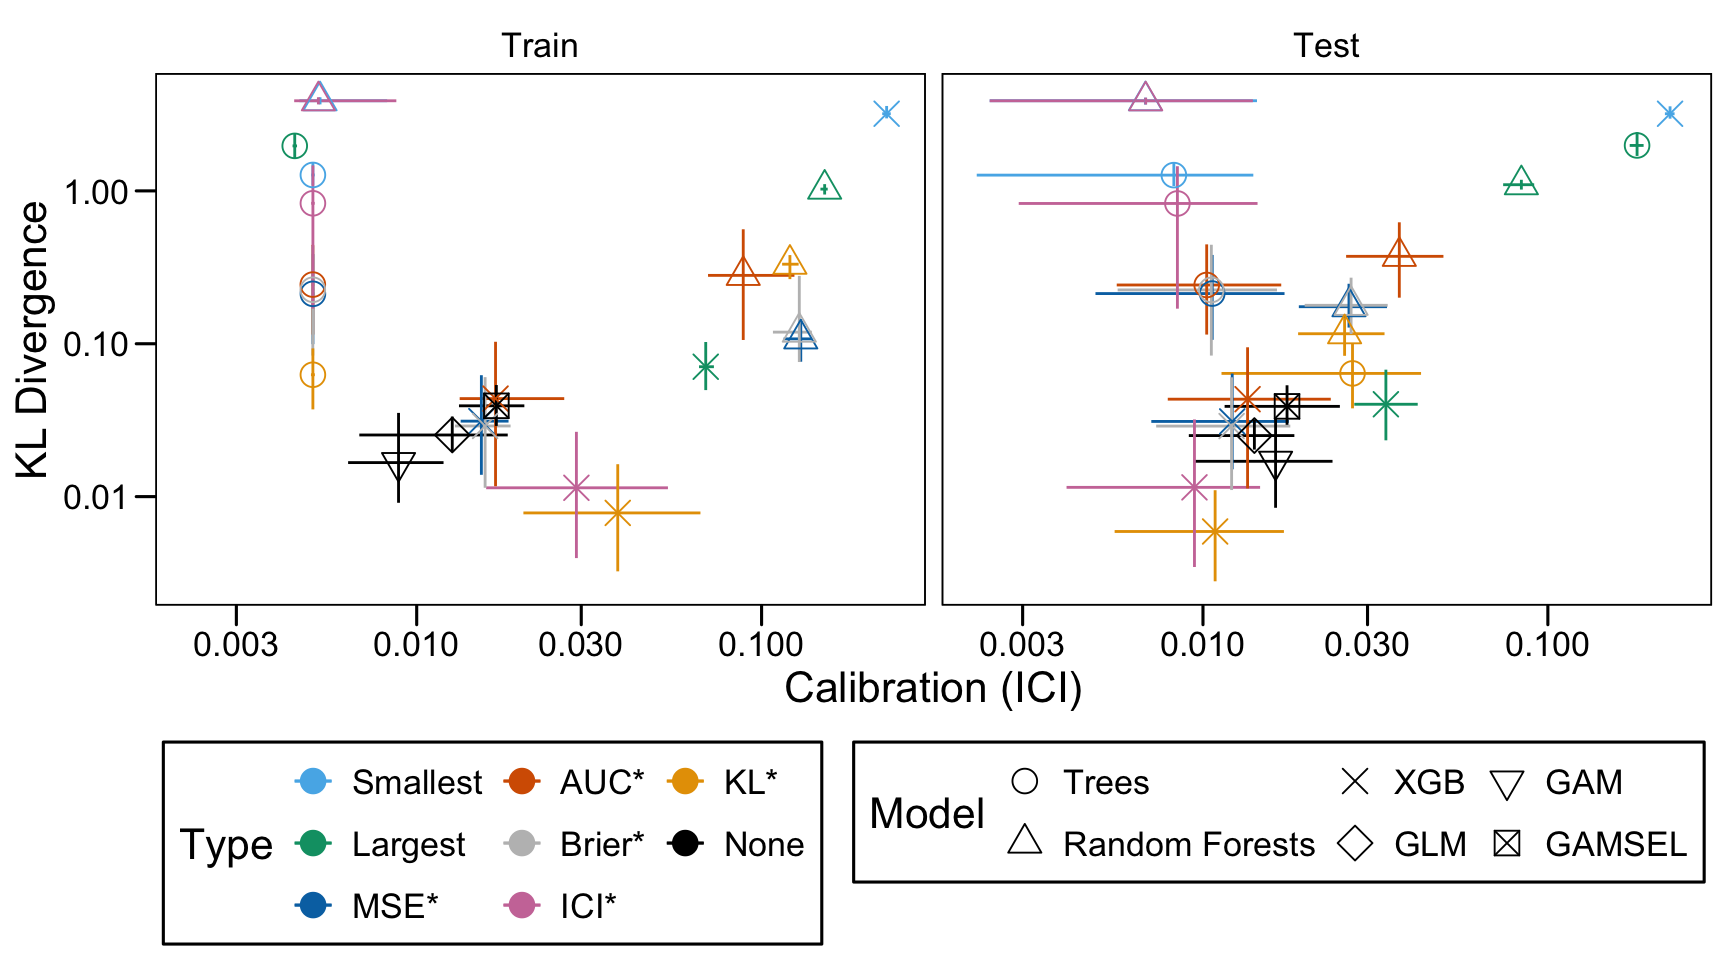 Train Test
KL Divergence
1.00
0.10
0.01
0.003 0.010 0.030 0.100 0.003 0.010 0.030 0.100
Calibration (ICI)
Type
Smallest AUC* KL*
Largest Brier* None
MSE* ICI*
Model
Trees XGB GAM
Random Forests GLM GAMSEL